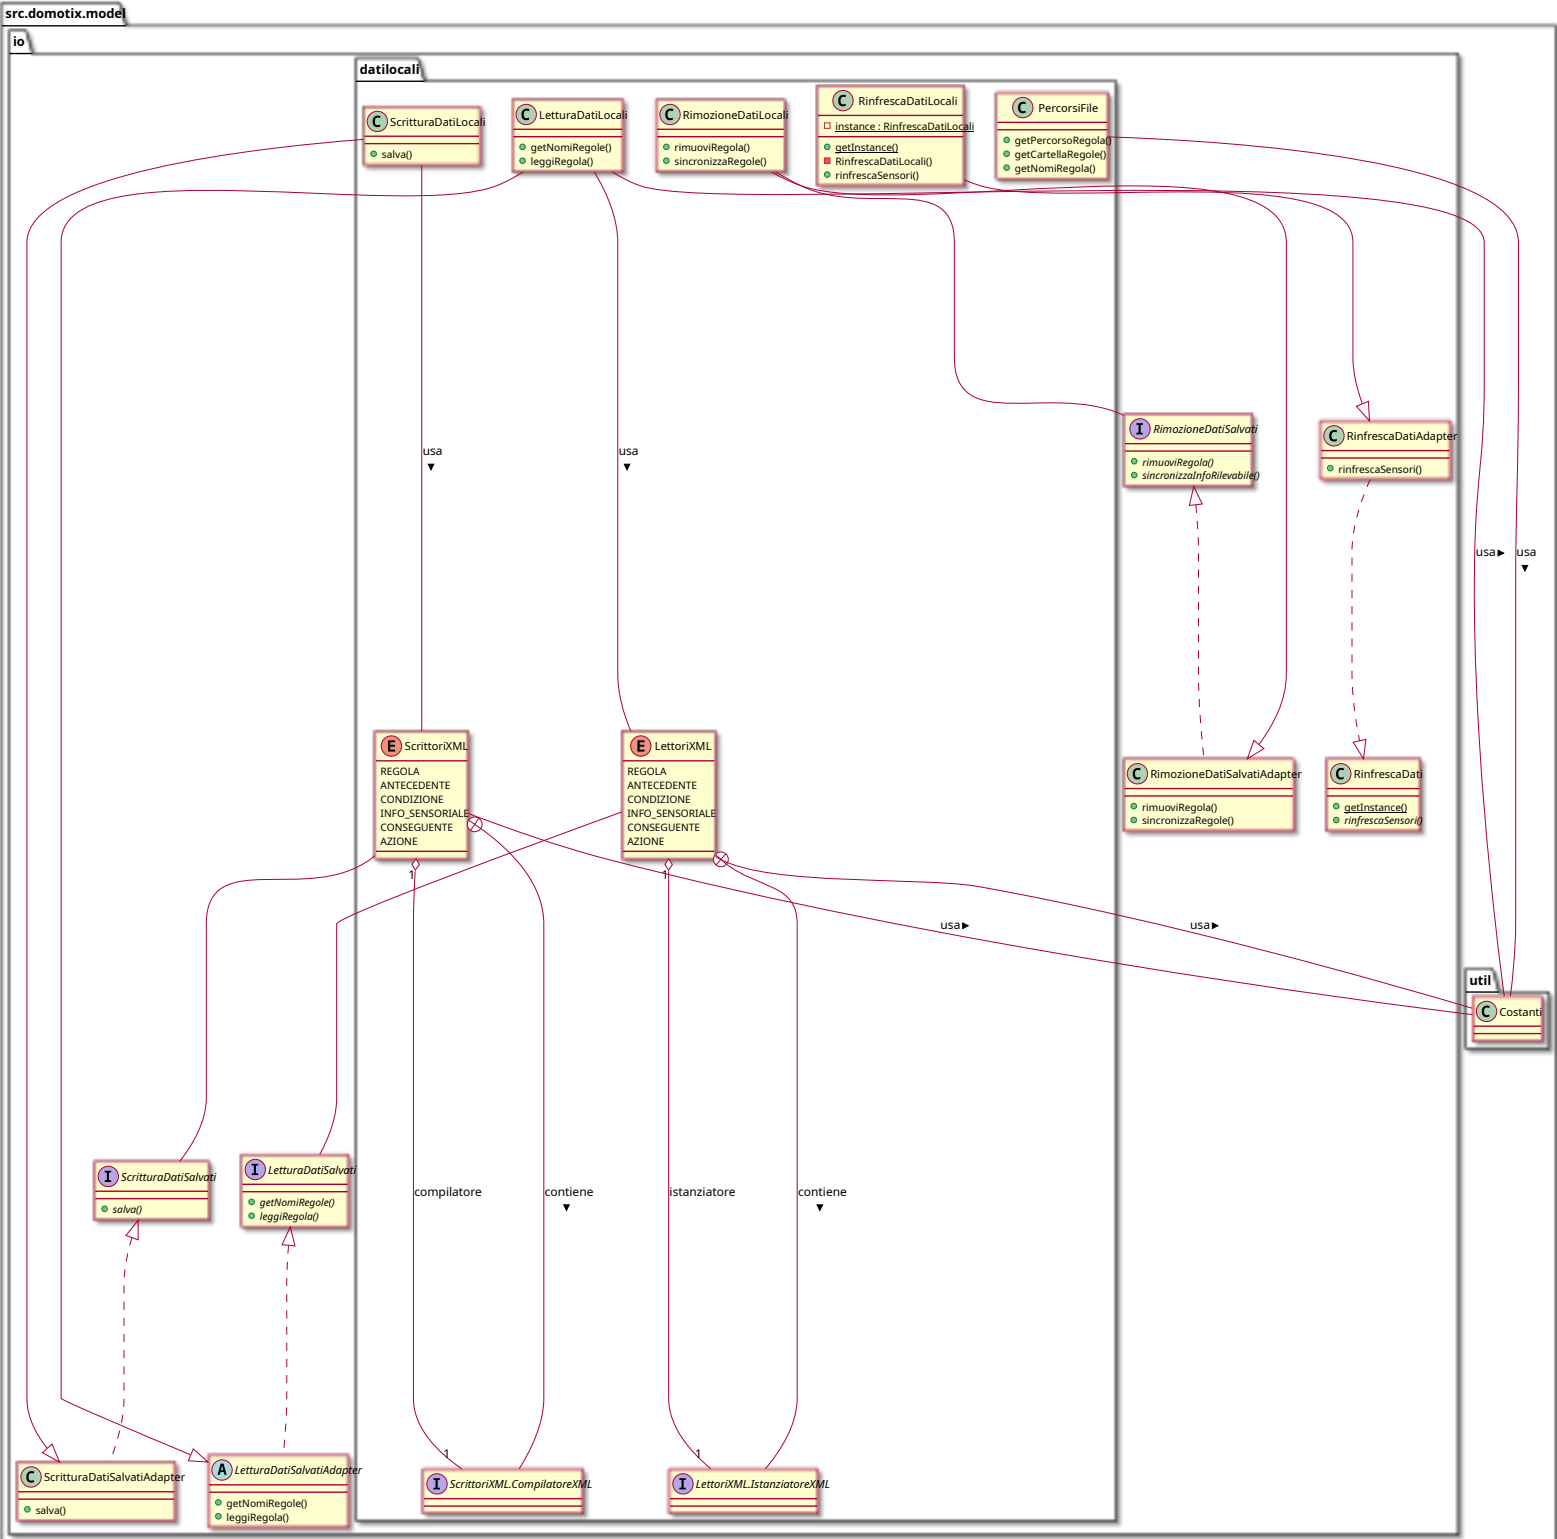 src.domotix.model
io
datilocali
C ScritturaDatiLocali
salva()
C LetturaDatiLocali
getNomiRegole()
leggiRegola()
C RimozioneDatiLocali
rimuoviRegola()
sincronizzaRegole()
C RinfrescaDatiLocali
instance : RinfrescaDatiLocali
getInstance()
RinfrescaDatiLocali()
rinfrescaSensori()
C PercorsiFile
getPercorsoRegola()
getCartellaRegole()
getNomiRegola()
usa
usa
I RimozioneDatiSalvati
rimuoviRegola()
sincronizzaInfoRilevabile()
C RinfrescaDatiAdapter
rinfrescaSensori()
usa
usa
E ScrittoriXML
REGOLA
ANTECEDENTE
CONDIZIONE
INFO_SENSORIALE
CONSEGUENTE
AZIONE
E LettoriXML
REGOLA
ANTECEDENTE
CONDIZIONE
INFO_SENSORIALE
CONSEGUENTE
AZIONE
C RimozioneDatiSalvatiAdapter
rimuoviRegola()
sincronizzaRegole()
C RinfrescaDati
getInstance()
rinfrescaSensori()
1
1
usa
usa
util
C Costanti
I ScritturaDatiSalvati
salva()
I LetturaDatiSalvati
getNomiRegole()
leggiRegola()
compilatore
contiene
istanziatore
contiene
1
1
C ScritturaDatiSalvatiAdapter
salva()
A LetturaDatiSalvatiAdapter
getNomiRegole()
leggiRegola()
I ScrittoriXML.CompilatoreXML
I LettoriXML.IstanziatoreXML